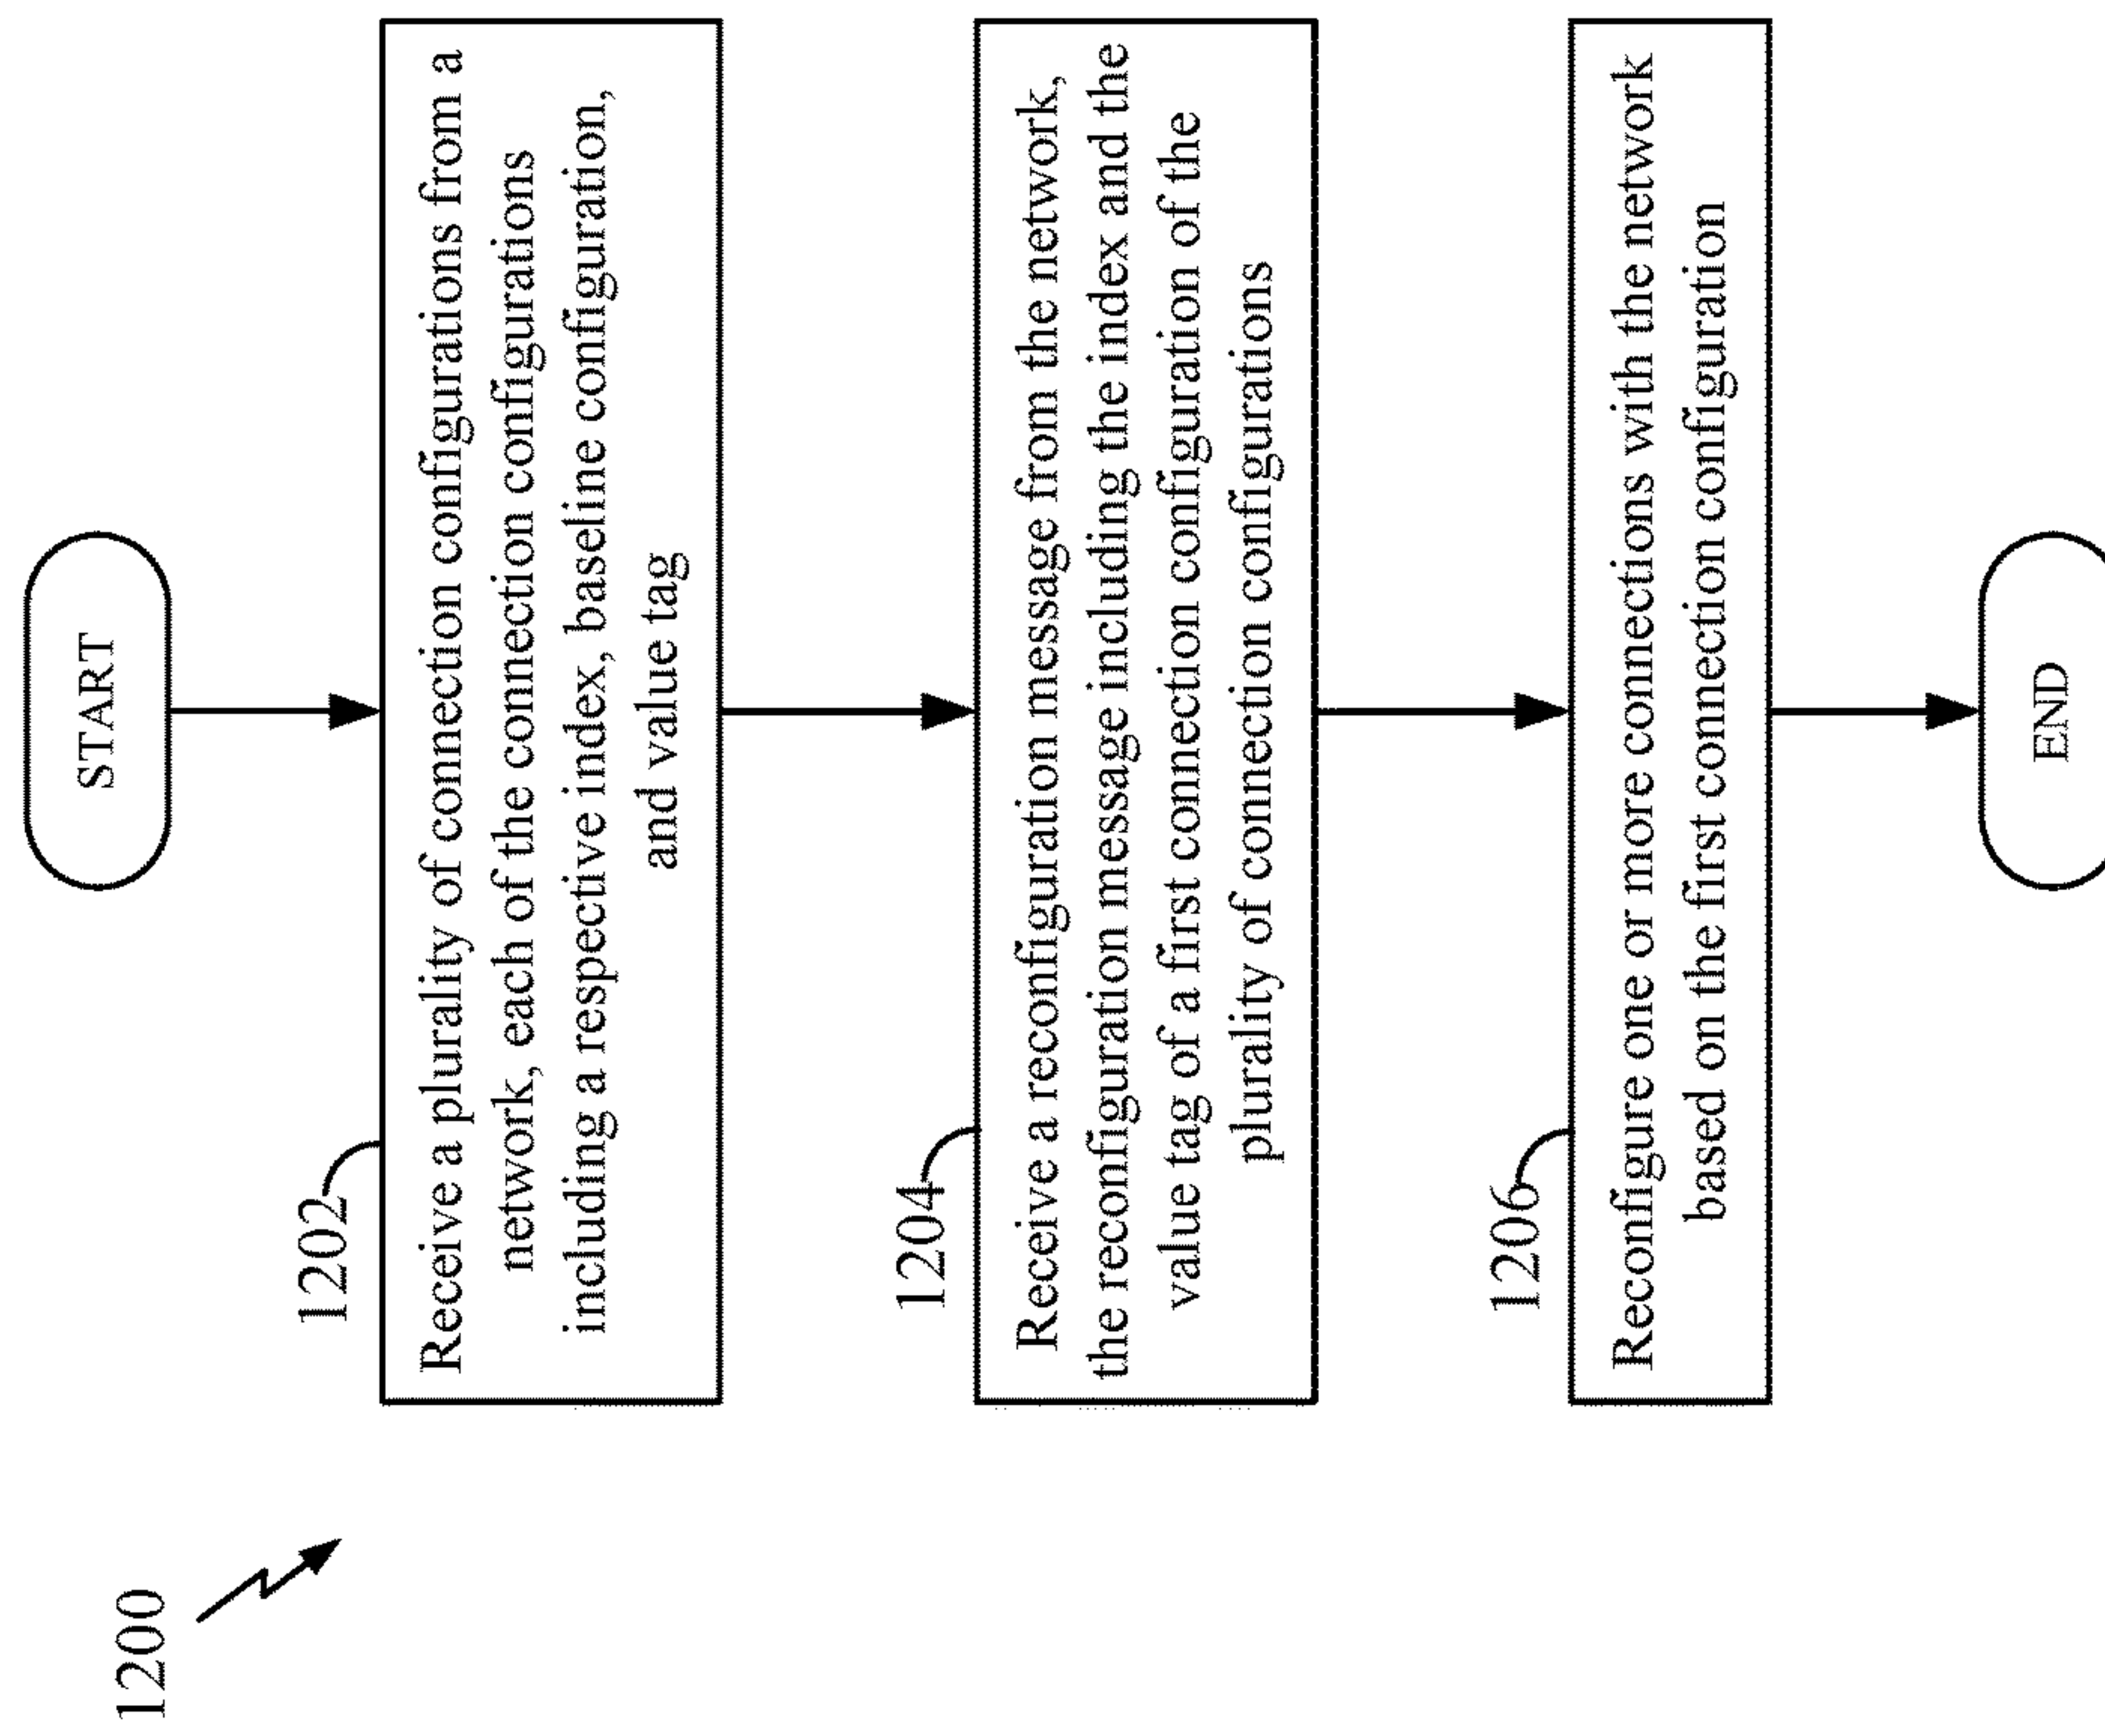 1200
START
1202
Receive a plurality of connection configurations from a
network, each of the connection configurations
including a respective index, baseline configuration,
and value tag
1204
Receive a reconfiguration message from the network,
the reconfiguration message including the index and the
value tag of a first connection configuration of the
plurality of connection configurations
1206
Reconfigure one or more connections with the network
based on the first connection configuration
END